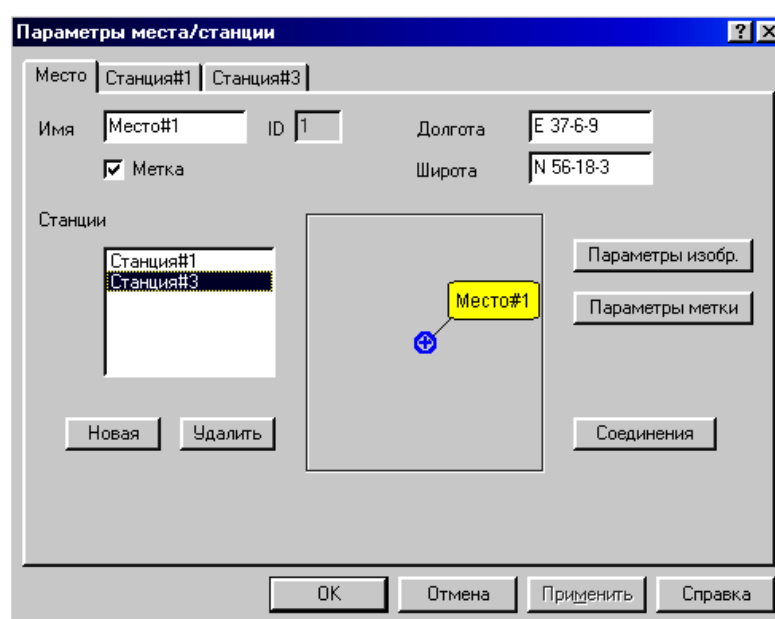 Параметры места/станции
Место Станция#1 Станция#3
Имя Место#1 ID 1 Долгота E 37-6-9
Метка Широта N 56-18-3
Станции
Станция#1
Станция#3
Место#1
Параметры изобр.
Параметры метки
Новая Удалить Соединения
OK Отмена Применить Справка